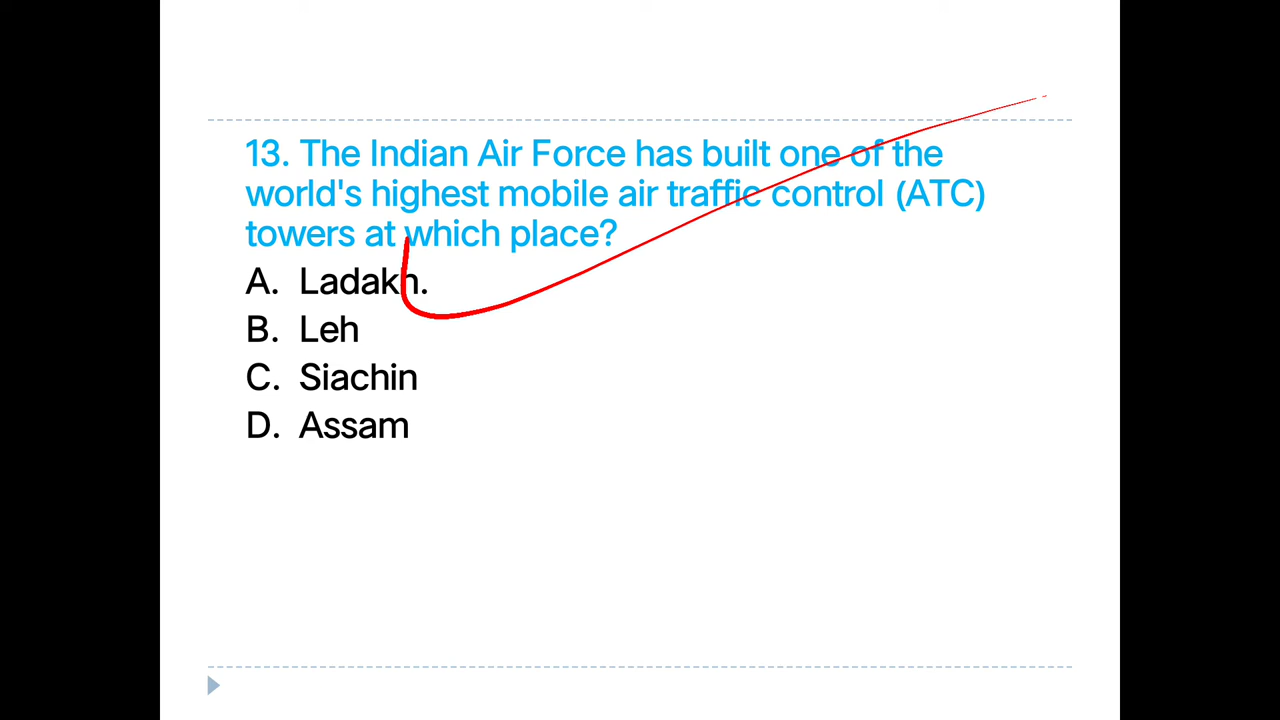 13. The Indian Air Force has built one of the
world's highest mobile air traffic control (ATC)
towers at which place?
A. Ladakh.
B. Leh
C. Siachin
D. Assam